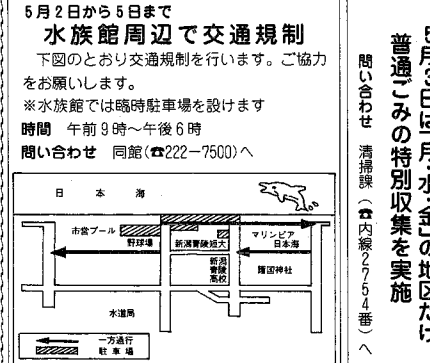 5月2日から5日まで
水族館周辺で交通規制
下図のとおり交通規制を行います。ご協力
をお願いします。
※水族館では臨時駐車場を設けます
時間 午前9時~午後6時
問い合わせ 同館(☎222-7500)へ
日本海
市営プール
野球場
新潟青陵短大
マリンピア
日本海
新潟
青陵
高校
護国神社
水道局
一方通行
駐車場
5月3日は「月・水・金」の地区だけ
普通ごみの特別収集を実施
問い合わせ 清掃課(☎内線2754番)へ